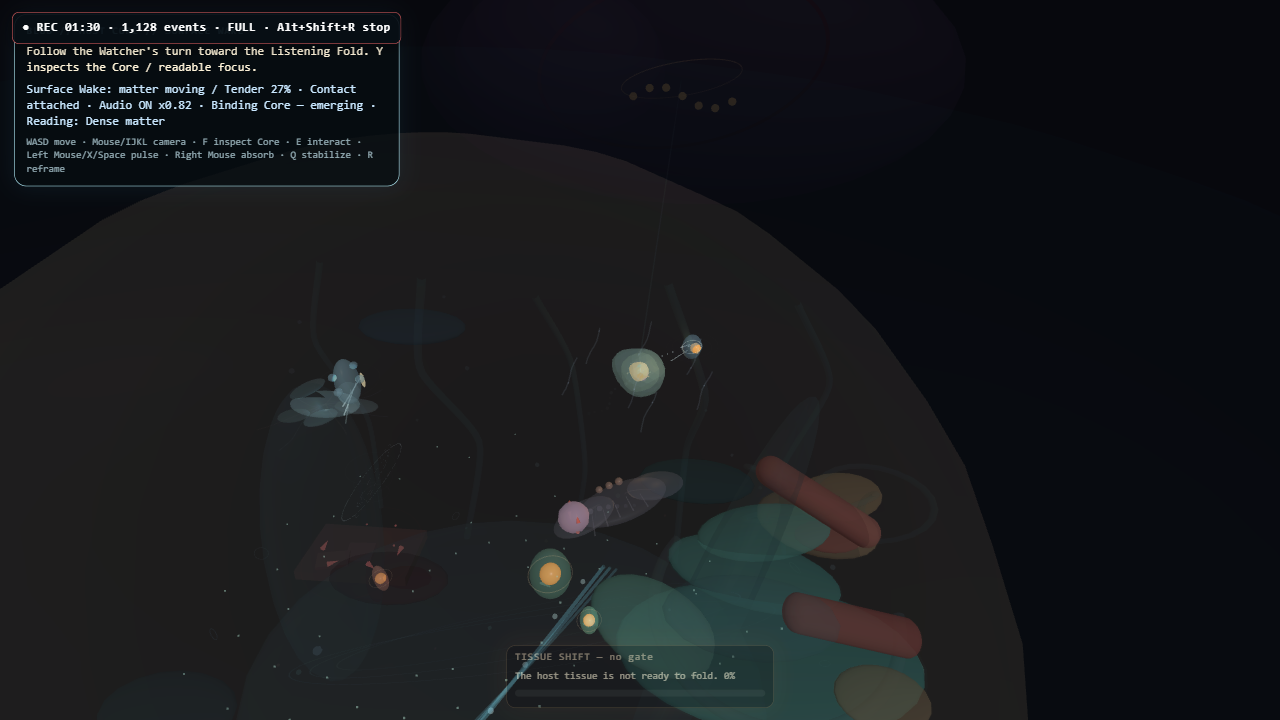 ● REC 01:30 · 1,128 events · FULL · Alt+Shift+R stop
Follow the Watcher's turn toward the Listening Fold. Y
inspects the Core / readable focus.
Surface Wake: matter moving / Tender 27% · Contact
attached · Audio ON x0.82 · Binding Core — emerging ·
Reading: Dense matter
WASD move · Mouse/IJKL camera · F inspect Core · E interact ·
Left Mouse/X/Space pulse · Right Mouse absorb · Q stabilize · R
reframe
TISSUE SHIFT — no gate
The host tissue is not ready to fold. 0%